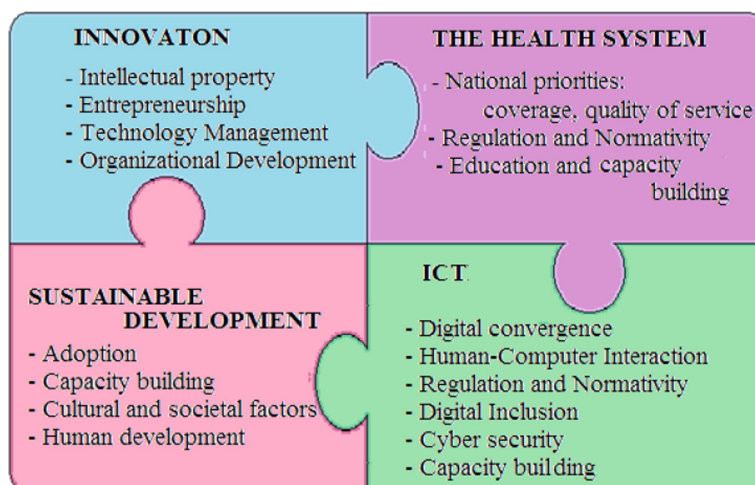 INNOVATON
- Intellectual property
- Entrepreneurship
- Technology Management
- Organizational Development
THE HEALTH SYSTEM
- National priorities:
coverage, quality of service
- Regulation and Normativity
- Education and capacity
building
SUSTAINABLE
DEVELOPMENT
- Adoption
- Capacity building
- Cultural and societal factors
- Human development
ICT
- Digital convergence
- Human-Computer Interaction
- Regulation and Normativity
- Digital Inclusion
- Cyber security
- Capacity building